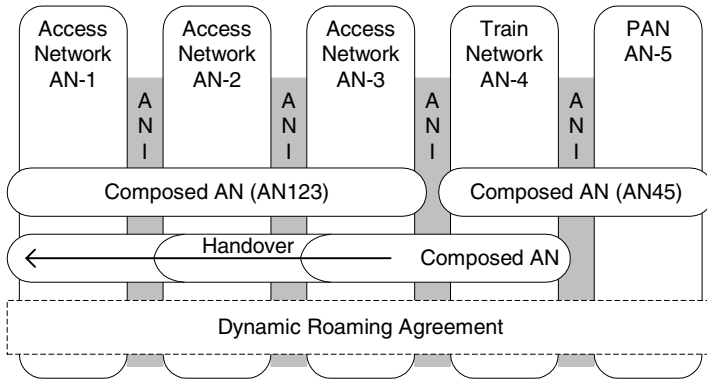 Access
Network
AN-1
Access
Network
AN-2
Access
Network
AN-3
Train
Network
AN-4
PAN
AN-5
A
N
I
A
N
I
A
N
I
A
N
I
Composed AN (AN123)
Composed AN (AN45)
Handover
Composed AN
Dynamic Roaming Agreement